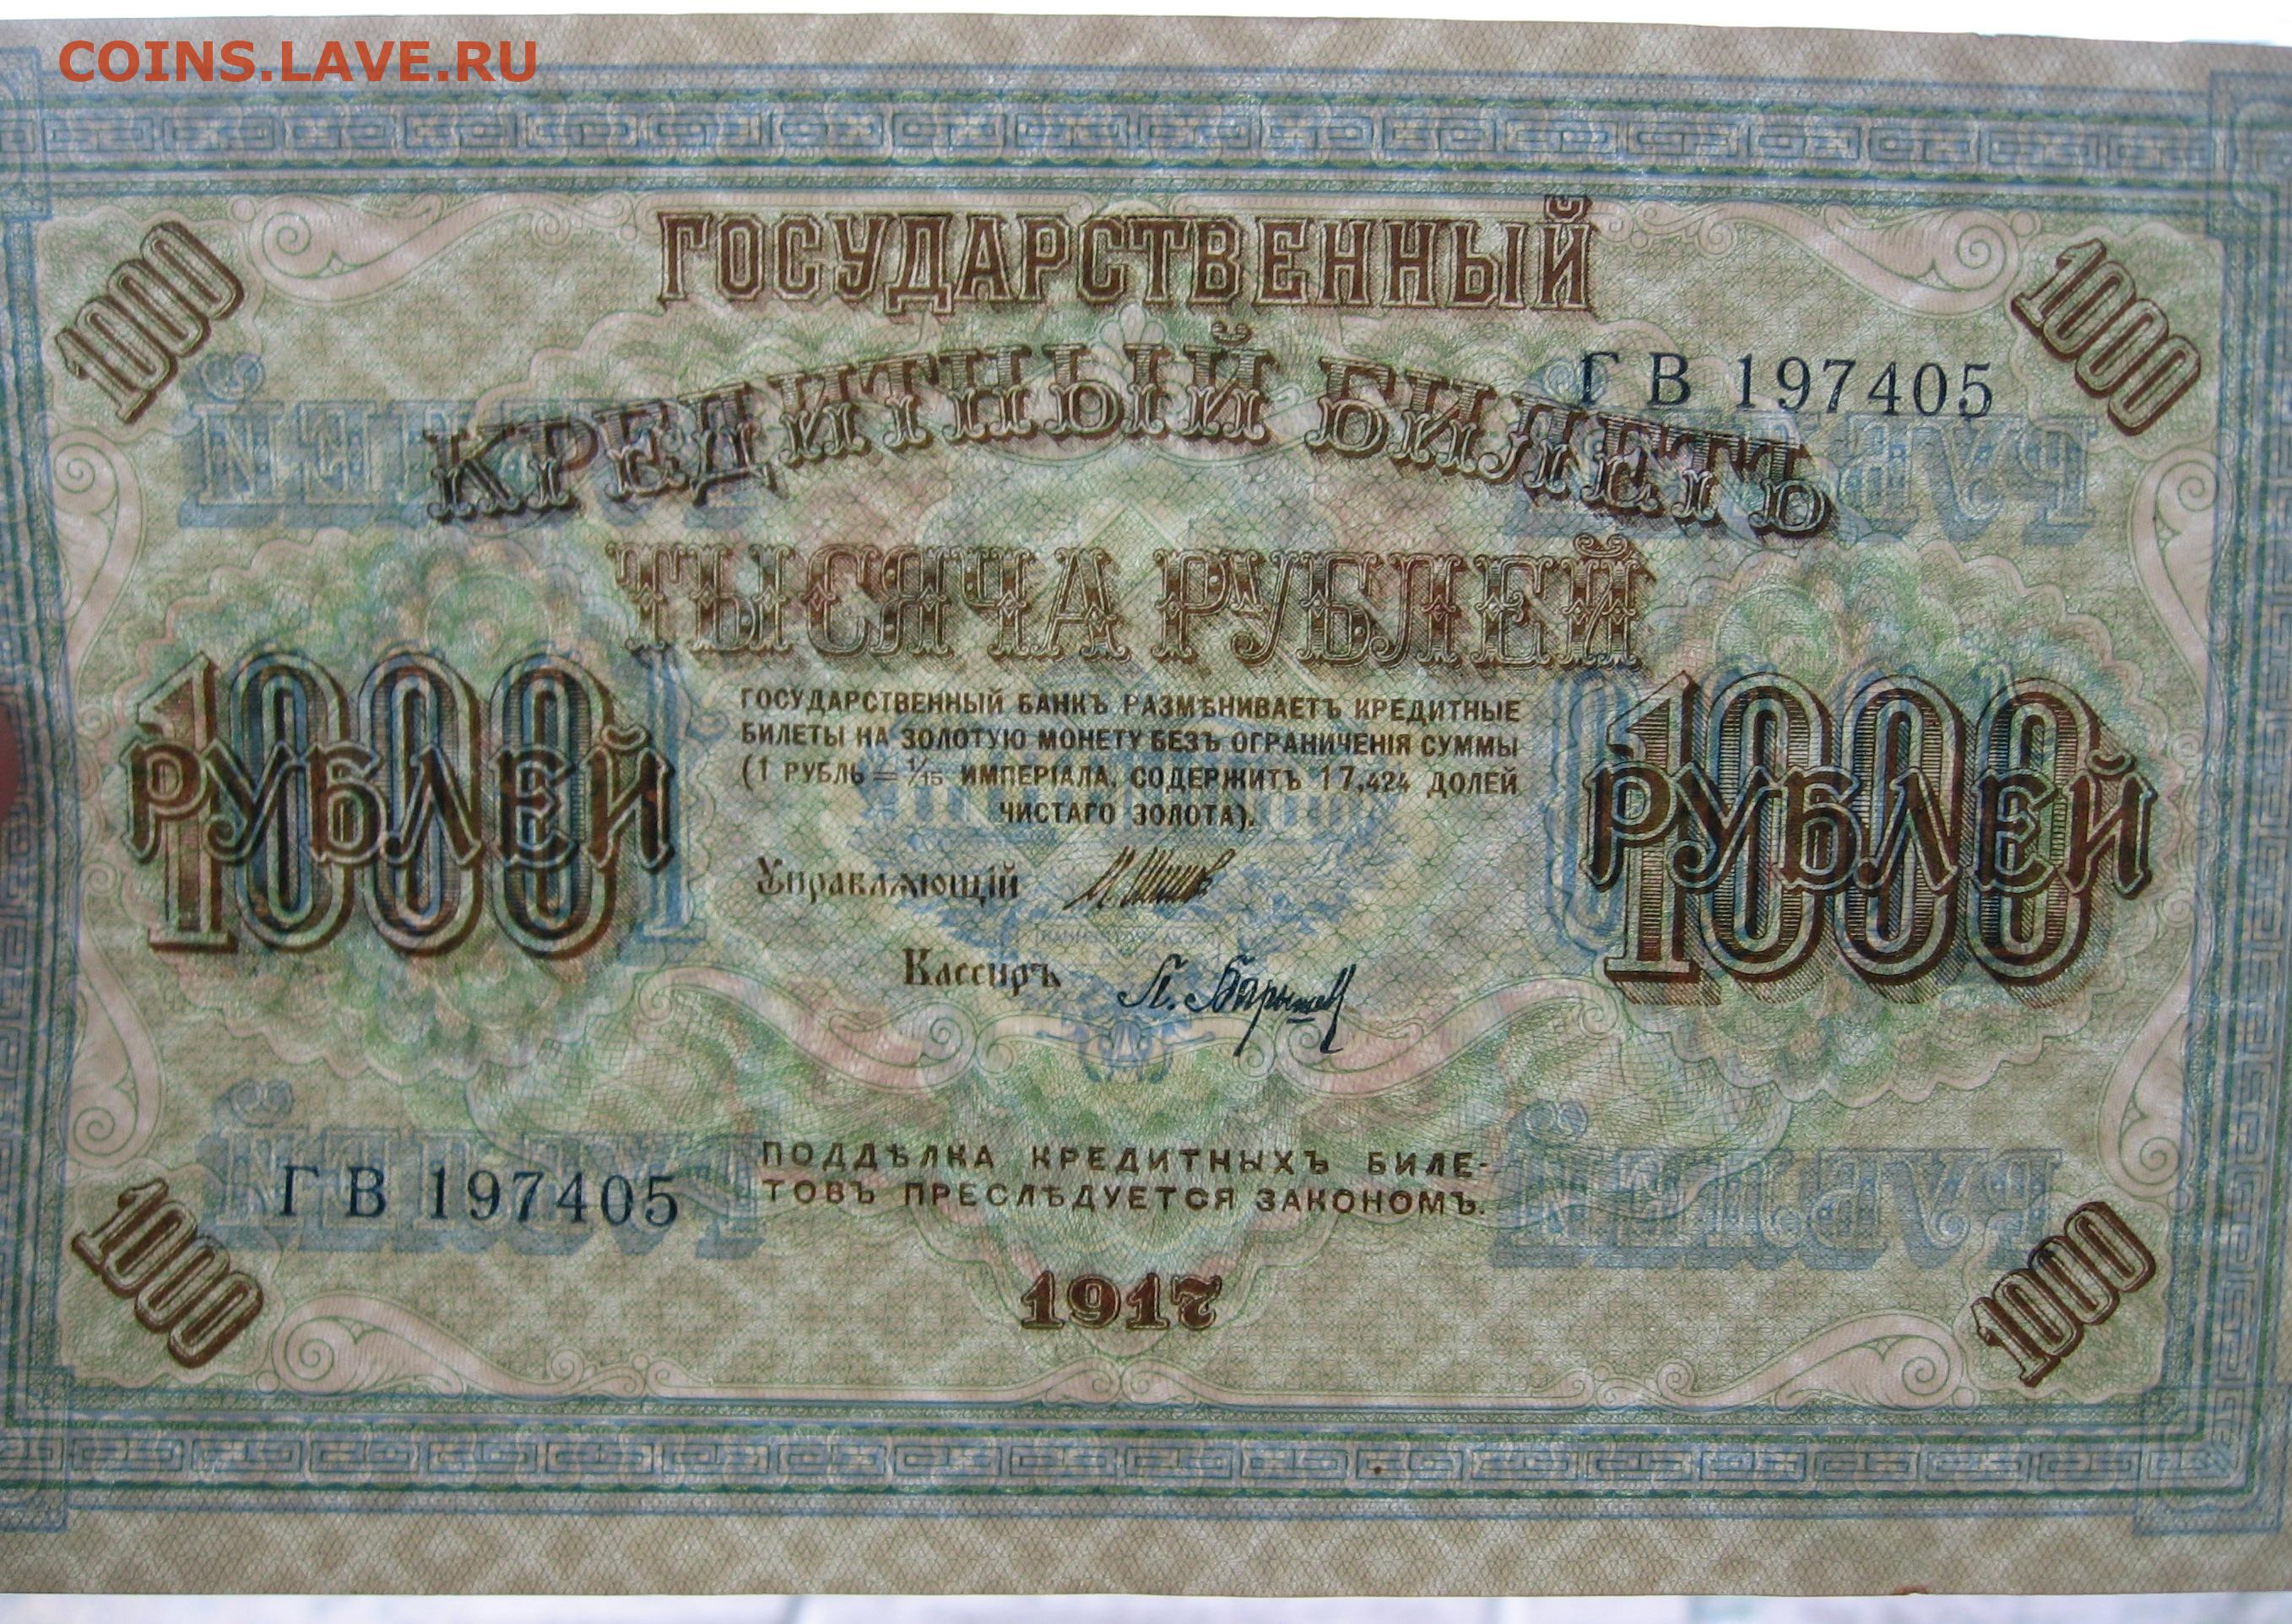 COINS.LAVE.RU
1000
ГОСУДАРСТВЕННЫЙ
1000
ГВ 197405
КРЕДИТНЫЙ БИЛЕТЪ
ТЫСЯЧА РУБЛЕЙ
1000
РУБЛЕЙ
ГОСУДАРСТВЕННЫЙ БАНКЪ РАЗМѢНИВАЕТЪ КРЕДИТНЫЕ
БИЛЕТЫ НА ЗОЛОТУЮ МОНЕТУ БЕЗЪ ОГРАНИЧЕНІЯ СУММЫ
(1 РУБЛЬ = 1/15 ИМПЕРІАЛА, СОДЕРЖИТЪ 17,424 ДОЛЕЙ
ЧИСТАГО ЗОЛОТА).
1000
РУБЛЕЙ
Управляющій
Кассиръ
П. Барышев
ПОДДѢЛКА КРЕДИТНЫХЪ БИЛЕ-
ТОВЪ ПРЕСЛѢДУЕТСЯ ЗАКОНОМЪ.
ГВ 197405
1000
1917
1000